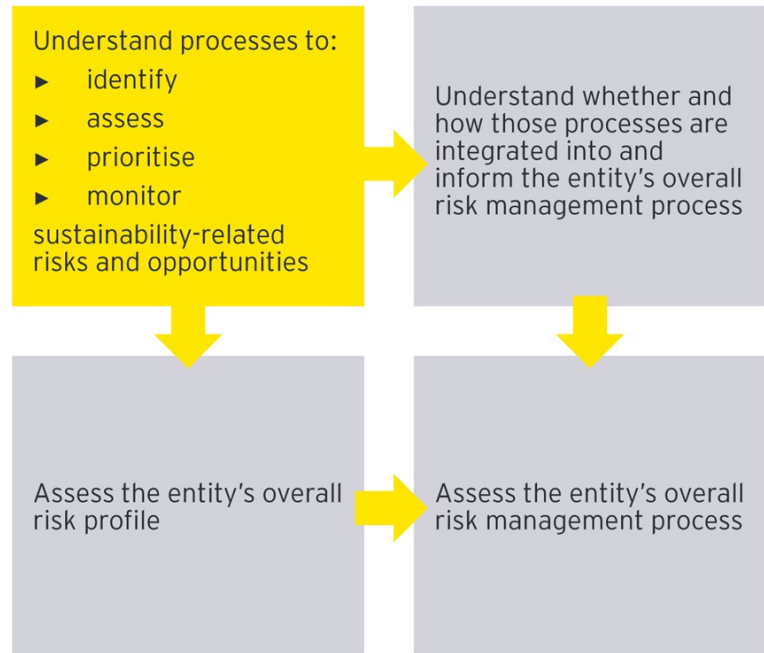 Understand processes to:
► identify
► assess
► prioritise
► monitor
sustainability-related
risks and opportunities
Understand whether and
how those processes are
integrated into and
inform the entity’s overall
risk management process
Assess the entity’s overall
risk profile
Assess the entity’s overall
risk management process